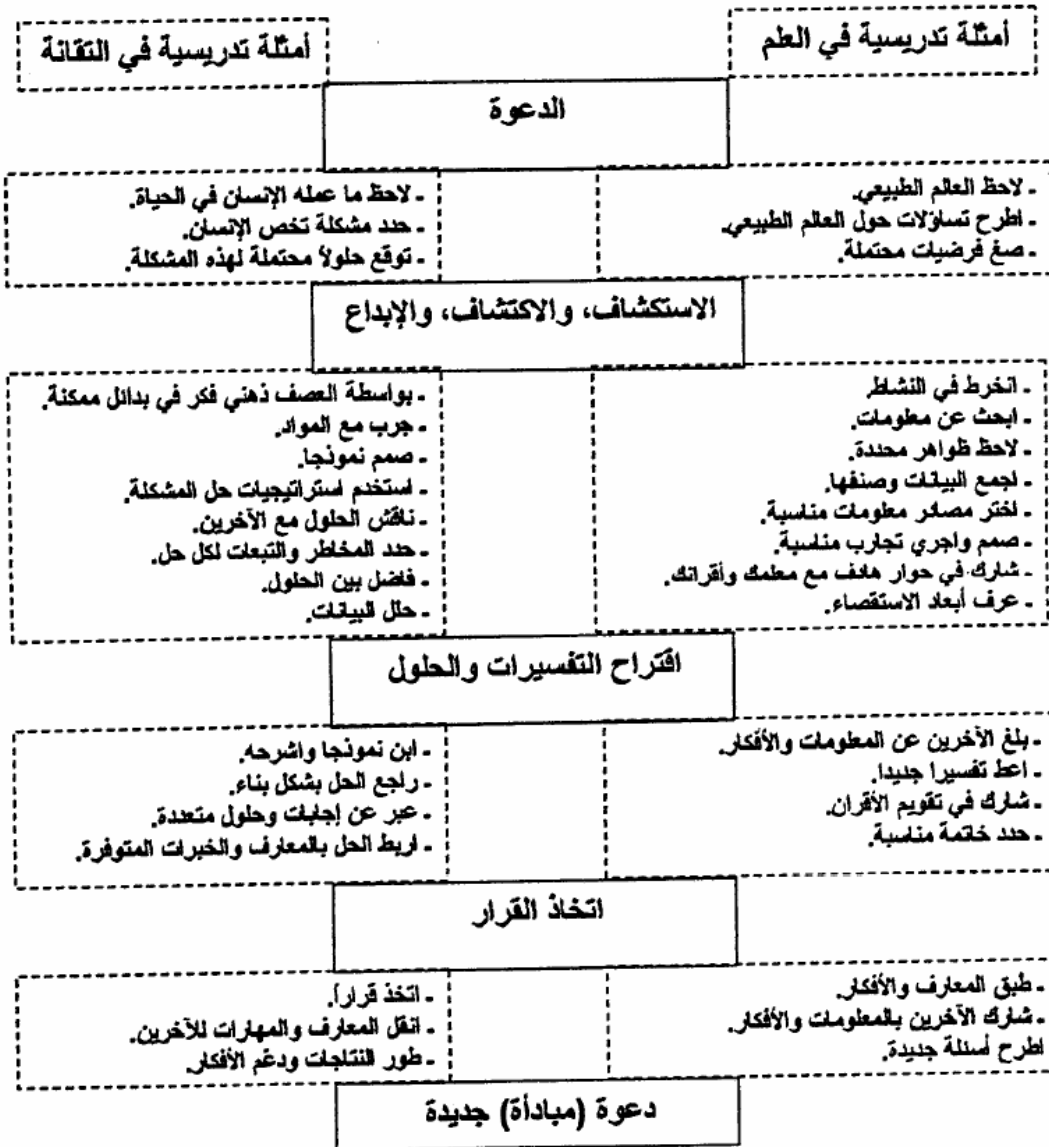 أمثلة تدريسية في العلم
أمثلة تدريسية في التقانة
الدعوة
ـ لاحظ العالم الطبيعي.
ـ اطرح تساؤلات حول العالم الطبيعي.
ـ صغ فرضيات محتملة.
ـ لاحظ ما عمله الإنسان في الحياة.
ـ حدد مشكلة تخص الإنسان.
ـ توقع حلولاً محتملة لهذه المشكلة.
الاستكشاف، والاكتشاف، والإبداع
ـ انخرط في النشاط.
ـ ابحث عن معلومات.
ـ لاحظ ظواهر محددة.
ـ اجمع البيانات وصنفها.
ـ اختر مصادر معلومات مناسبة.
ـ صمم واجري تجارب مناسبة.
ـ شارك في حوار هادف مع معلمك وأقرانك.
ـ عرف أبعاد الاستقصاء.
ـ بواسطة العصف ذهني فكر في بدائل ممكنة.
ـ جرب مع المواد.
ـ صمم نموذجا.
ـ استخدم استراتيجيات حل المشكلة.
ـ ناقش الحلول مع الآخرين.
ـ حدد المخاطر والتبعات لكل حل.
ـ فاضل بين الحلول.
ـ حلل البيانات.
اقتراح التفسيرات والحلول
ـ بلغ الآخرين عن المعلومات والأفكار.
ـ اعط تفسيرا جديدا.
ـ شارك في تقويم الأقران.
ـ حدد خاتمة مناسبة.
ـ ابن نموذجا واشرحه.
ـ راجع الحل بشكل بناء.
ـ عبر عن إجابات وحلول متعددة.
ـ اربط الحل بالمعارف والخبرات المتوفرة.
اتخاذ القرار
ـ طبق المعارف والأفكار.
ـ شارك الآخرين بالمعلومات والأفكار.
اطرح أسئلة جديدة.
ـ اتخذ قراراً.
ـ انقل المعارف والمهارات للآخرين.
ـ طور النتاجات ودغم الأفكار.
دعوة (مبادأة) جديدة